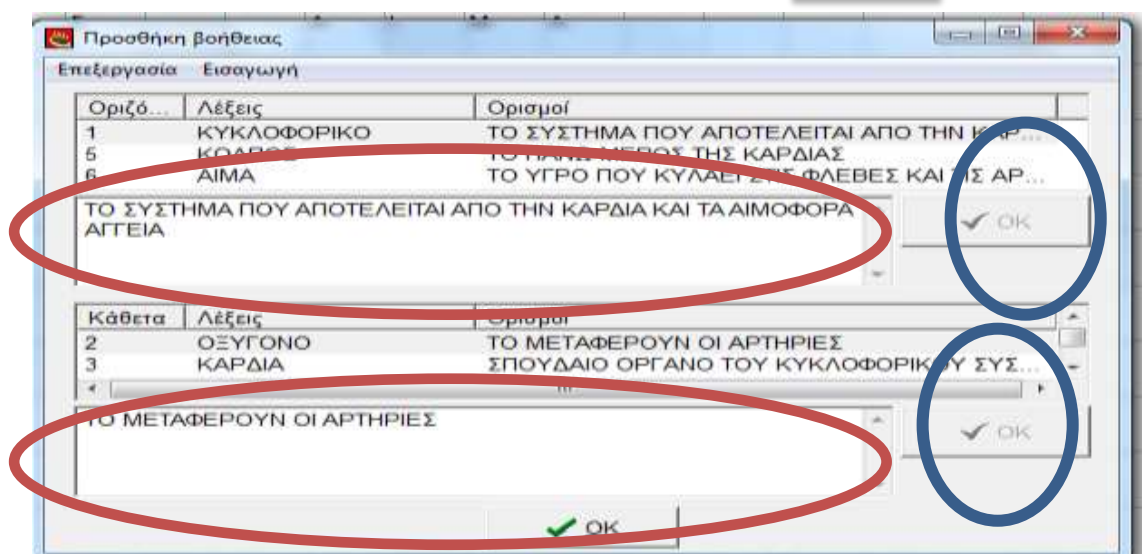 Προσθήκη βοήθειας
Επεξεργασία Εισαγωγή
Οριζό... Λέξεις Ορισμοί
1 ΚΥΚΛΟΦΟΡΙΚΟ ΤΟ ΣΥΣΤΗΜΑ ΠΟΥ ΑΠΟΤΕΛΕΙΤΑΙ ΑΠΟ ΤΗΝ ΚΑΡ...
5 ΚΟΛΠΟΣ ΤΟ ΠΑΝΩ ΜΕΡΟΣ ΤΗΣ ΚΑΡΔΙΑΣ
6 ΑΙΜΑ ΤΟ ΥΓΡΟ ΠΟΥ ΚΥΛΑΕΙ ΣΤΙΣ ΦΛΕΒΕΣ ΚΑΙ ΤΙΣ ΑΡ...
ΤΟ ΣΥΣΤΗΜΑ ΠΟΥ ΑΠΟΤΕΛΕΙΤΑΙ ΑΠΟ ΤΗΝ ΚΑΡΔΙΑ ΚΑΙ ΤΑ ΑΙΜΟΦΟΡΑ
ΑΓΓΕΙΑ
OK
Κάθετα Λέξεις Ορισμοί
2 ΟΞΥΓΟΝΟ ΤΟ ΜΕΤΑΦΕΡΟΥΝ ΟΙ ΑΡΤΗΡΙΕΣ
3 ΚΑΡΔΙΑ ΣΠΟΥΔΑΙΟ ΟΡΓΑΝΟ ΤΟΥ ΚΥΚΛΟΦΟΡΙΚΟΥ ΣΥΣ...
ΤΟ ΜΕΤΑΦΕΡΟΥΝ ΟΙ ΑΡΤΗΡΙΕΣ
OK
OK